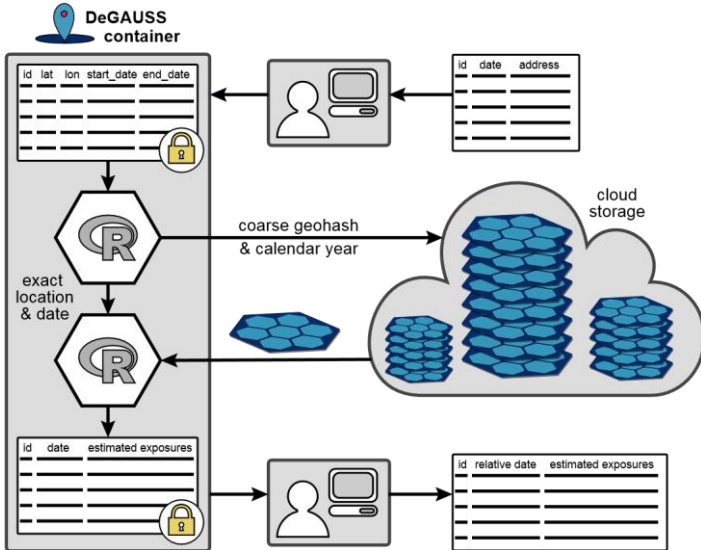 DeGAUSS
container
id lat lon start_date end_date
id date address
R
coarse geohash
& calendar year
cloud
storage
exact
location
& date
R
id date estimated exposures
id relative date estimated exposures